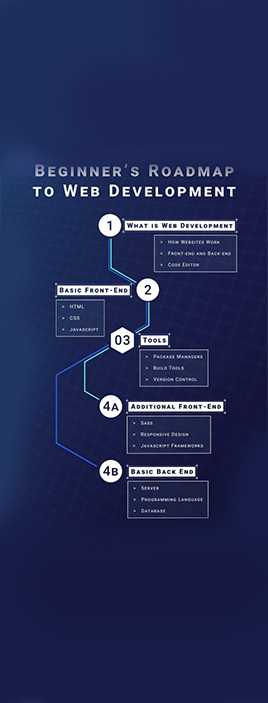 Beginner's Roadmap
to Web Development
1
What is Web Development
» How Websites Work
» Front-end and Back-end
» Code Editor
Basic Front-End
2
» HTML
» CSS
» Javascript
03
Tools
» Package Managers
» Build Tools
» Version Control
4A
Additional Front-End
» Sass
» Responsive Design
» Javascript Frameworks
4B
Basic Back End
» Server
» Programming Language
» Database